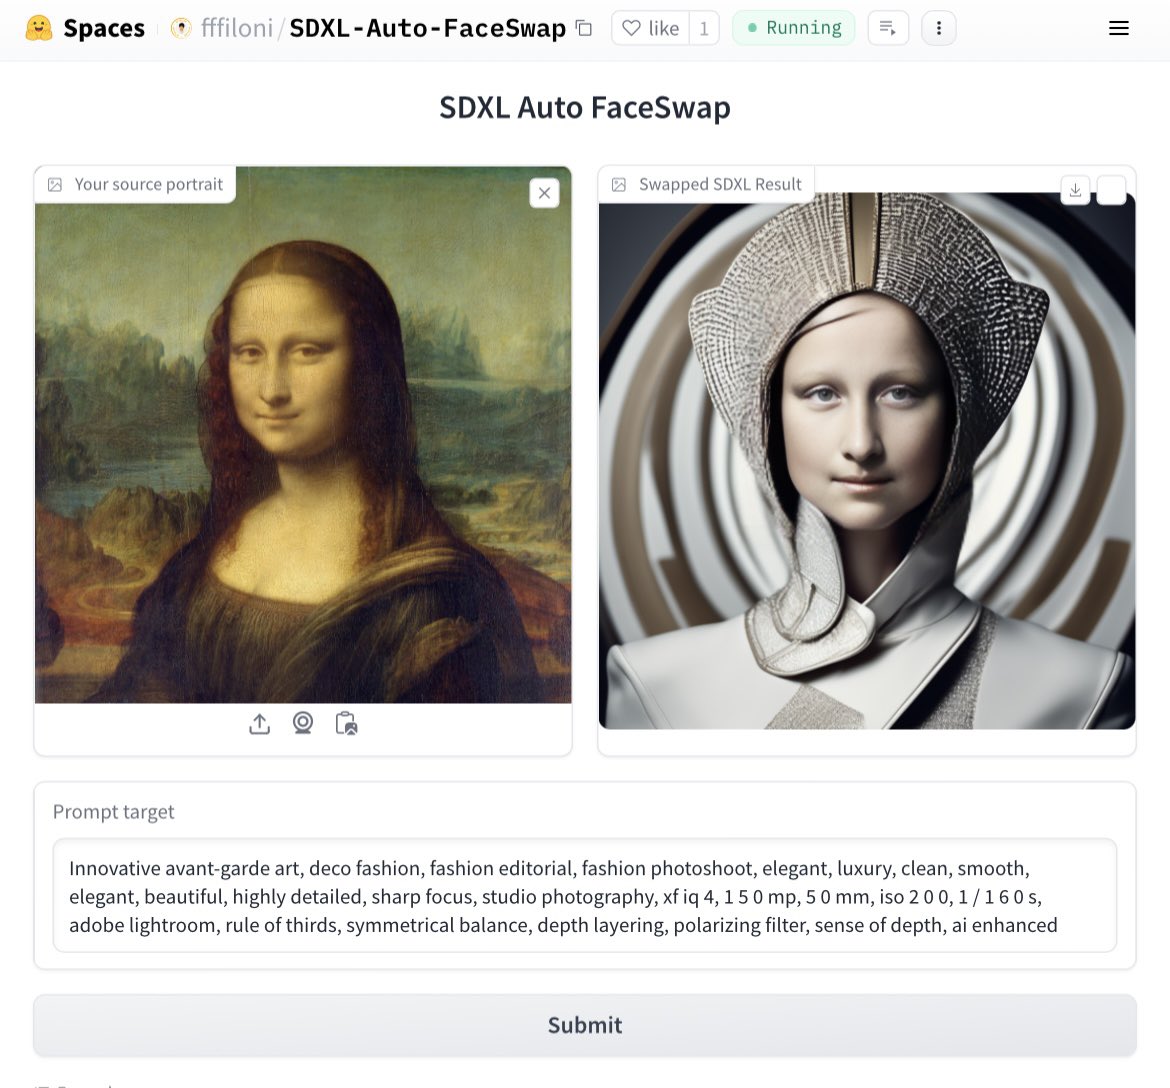 Spaces fffiloni/SDXL-Auto-FaceSwap like 1 Running
SDXL Auto FaceSwap
Your source portrait
Swapped SDXL Result
Prompt target
Innovative avant-garde art, deco fashion, fashion editorial, fashion photoshoot, elegant, luxury, clean, smooth,
elegant, beautiful, highly detailed, sharp focus, studio photography, xf iq 4, 1 5 0 mp, 5 0 mm, iso 2 0 0, 1 / 1 6 0 s,
adobe lightroom, rule of thirds, symmetrical balance, depth layering, polarizing filter, sense of depth, ai enhanced
Submit